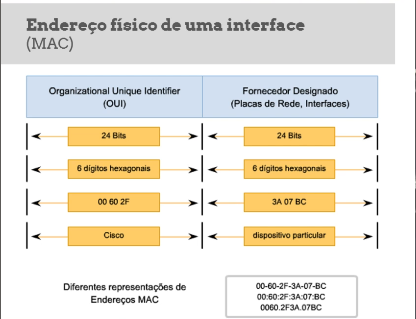 Endereço físico de uma interface
(MAC)
Organizational Unique Identifier
(OUI)
Fornecedor Designado
(Placas de Rede, Interfaces)
24 Bits
24 Bits
6 dígitos hexagonais
6 dígitos hexagonais
00 60 2F
3A 07 BC
Cisco
dispositivo particular
Diferentes representações de
Endereços MAC
00-60-2F-3A-07-BC
00:60:2F:3A:07:BC
0060.2F3A.07BC